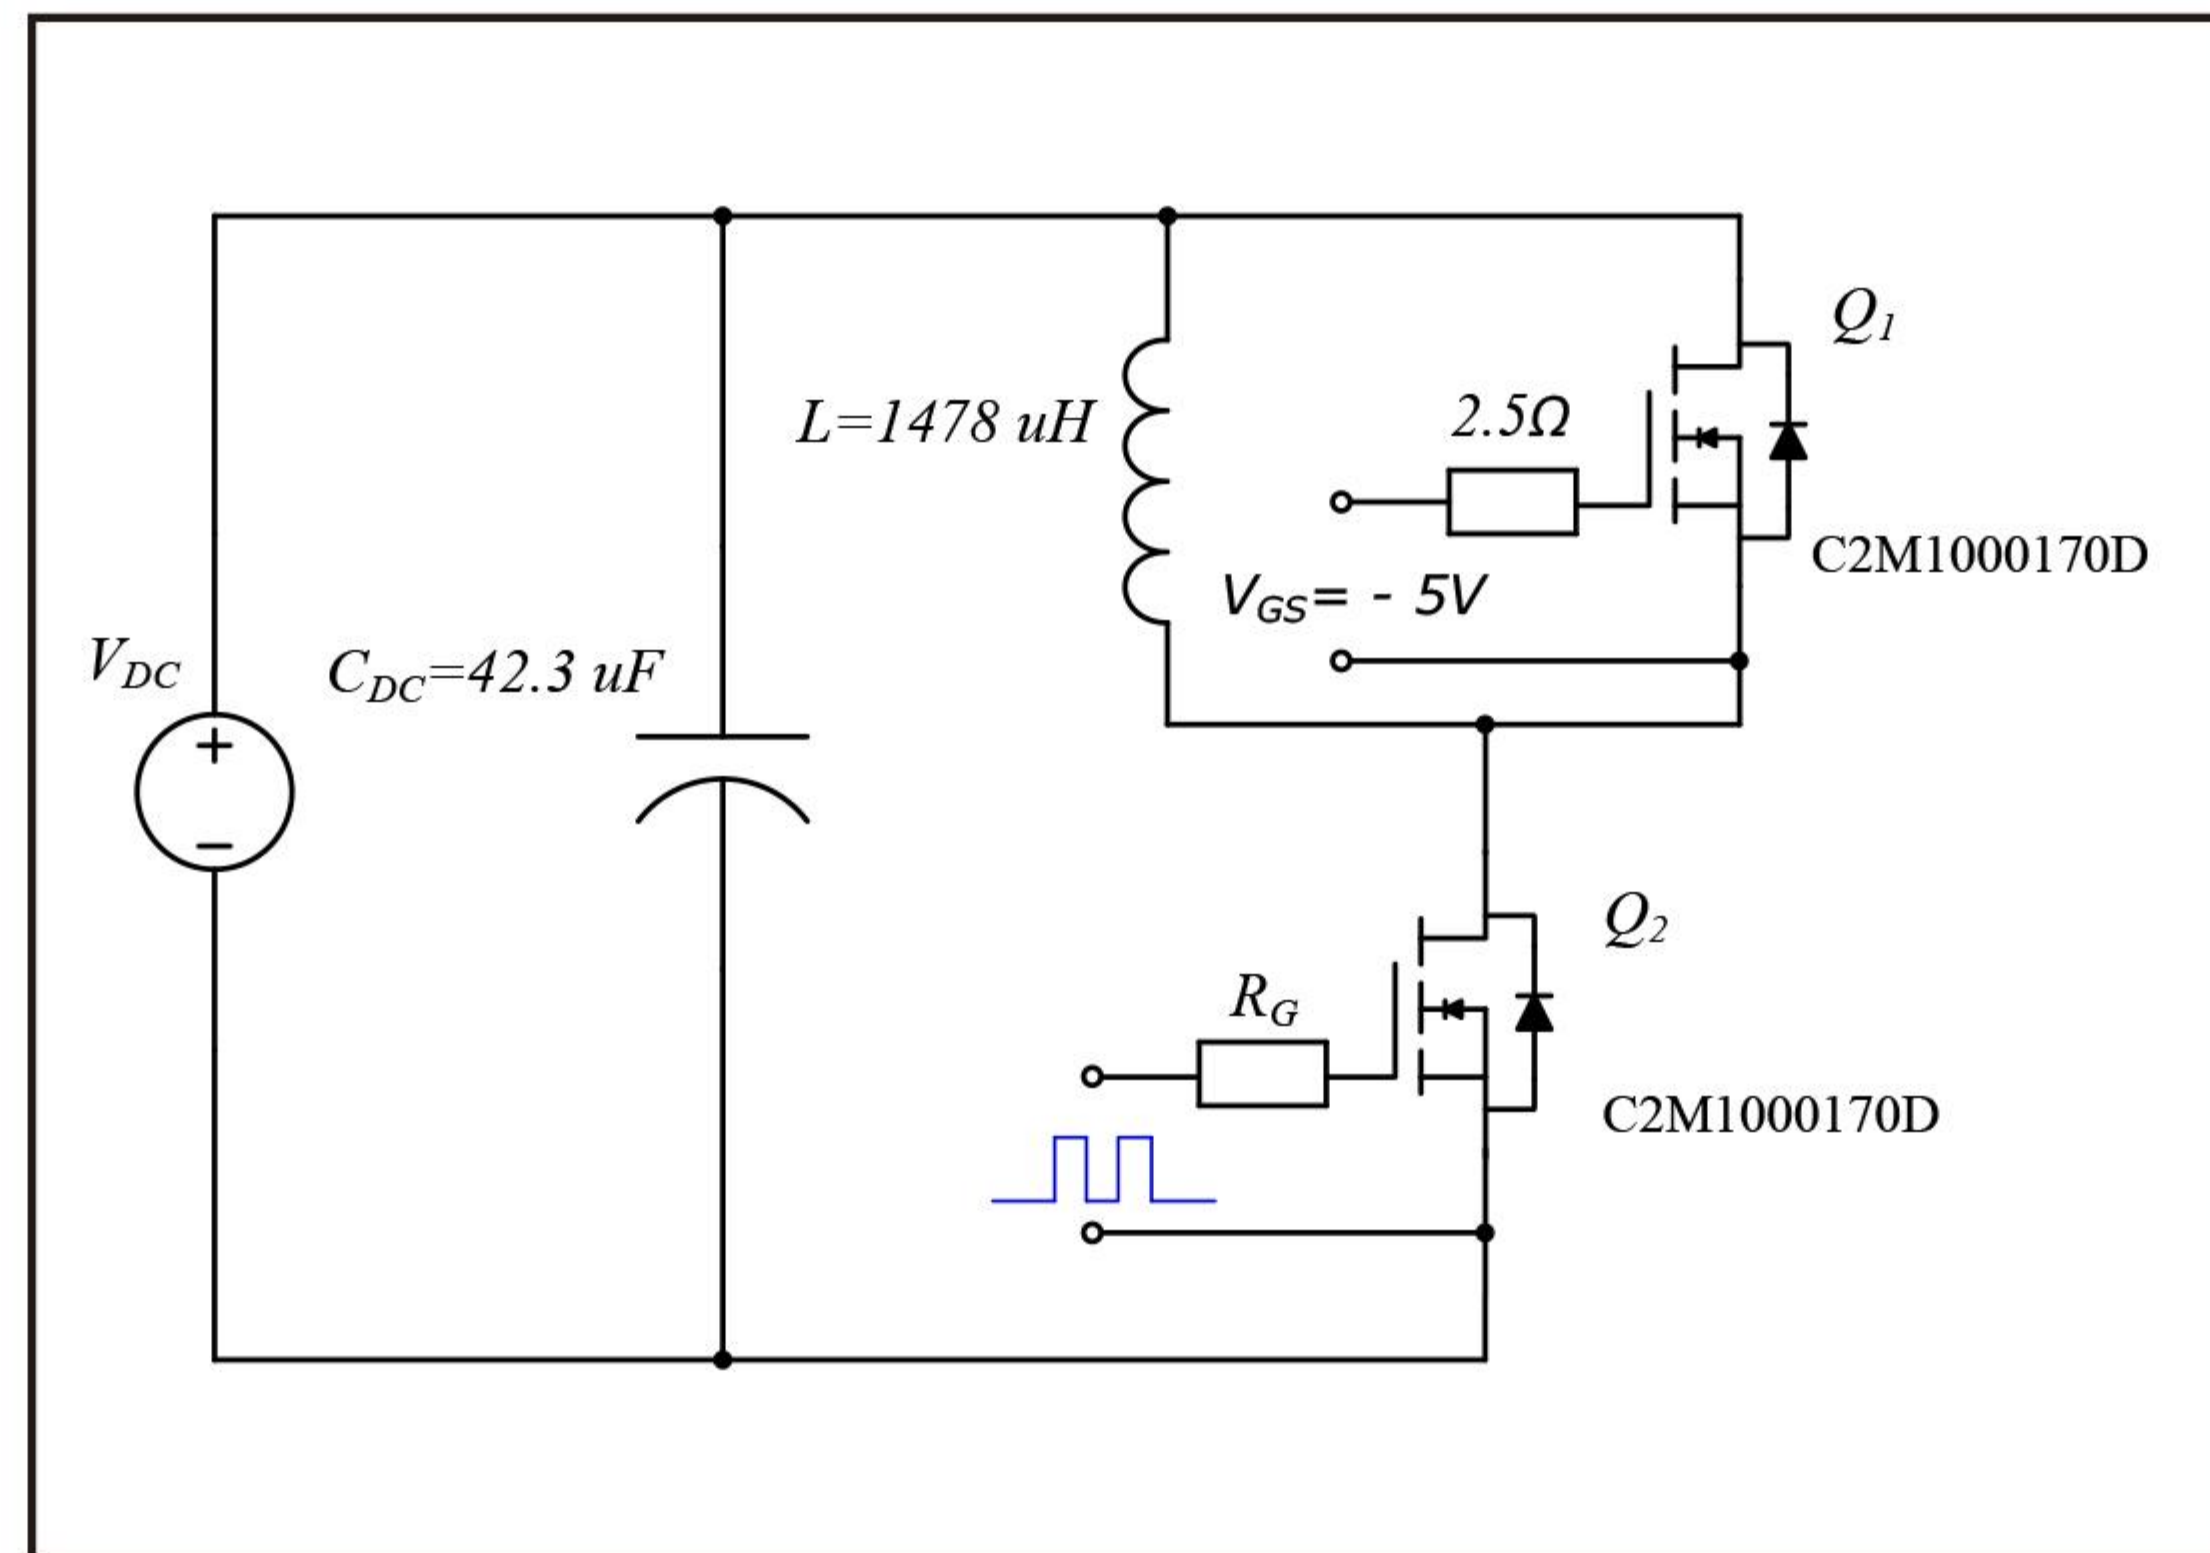 Q1
2.5Ω
L=1478 uH
C2M1000170D
VGS= - 5V
VDC
CDC=42.3 uF
+
−
Q2
RG
C2M1000170D